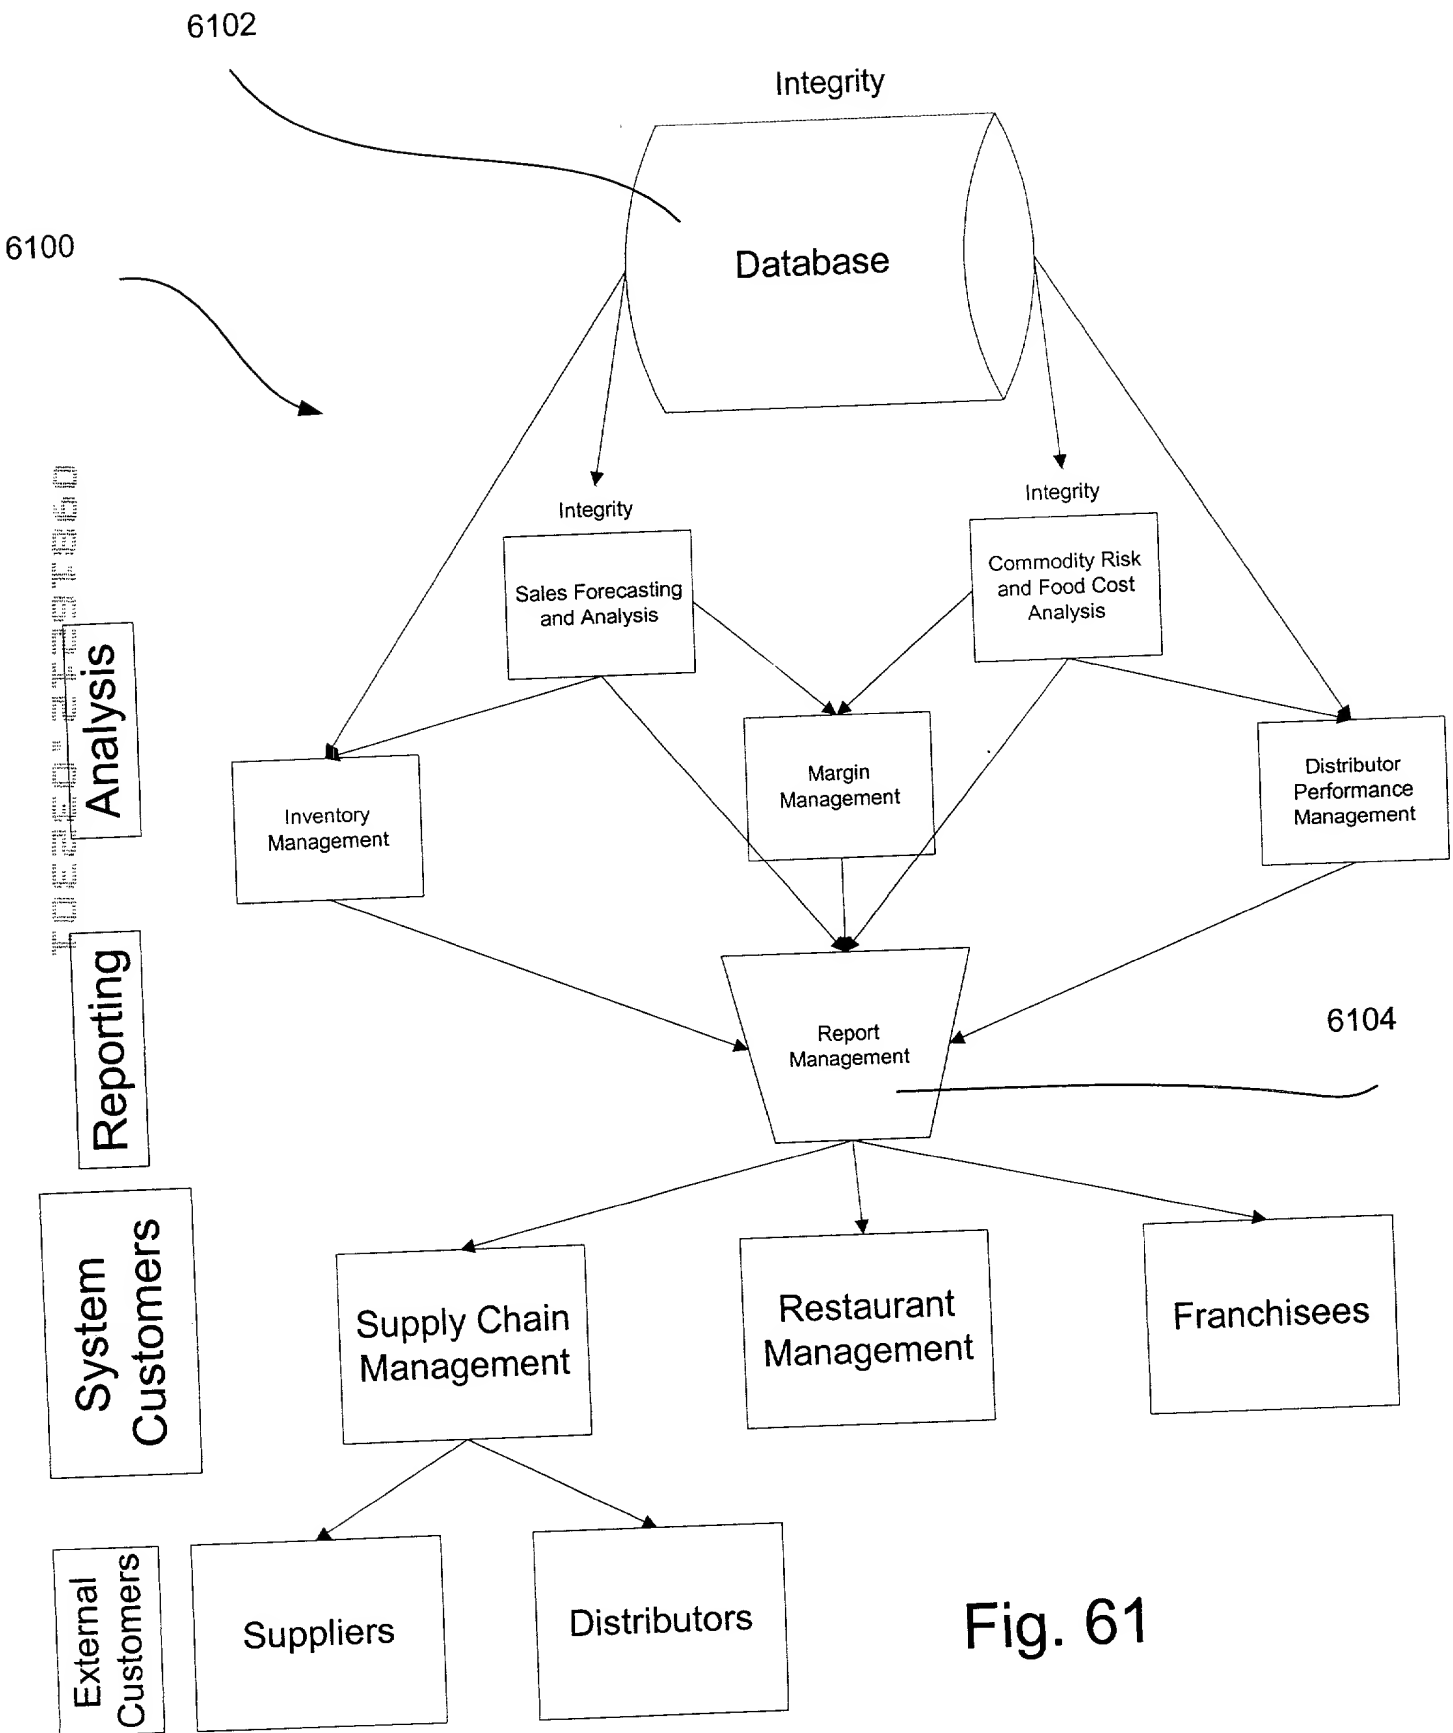 6102
Integrity
6100
Database
Integrity
Integrity
Sales Forecasting
and Analysis
Commodity Risk
and Food Cost
Analysis
Analysis
Inventory
Management
Margin
Management
Distributor
Performance
Management
Reporting
Report
Management
6104
System
Customers
Supply Chain
Management
Restaurant
Management
Franchisees
External
Customers
Suppliers
Distributors
Fig. 61